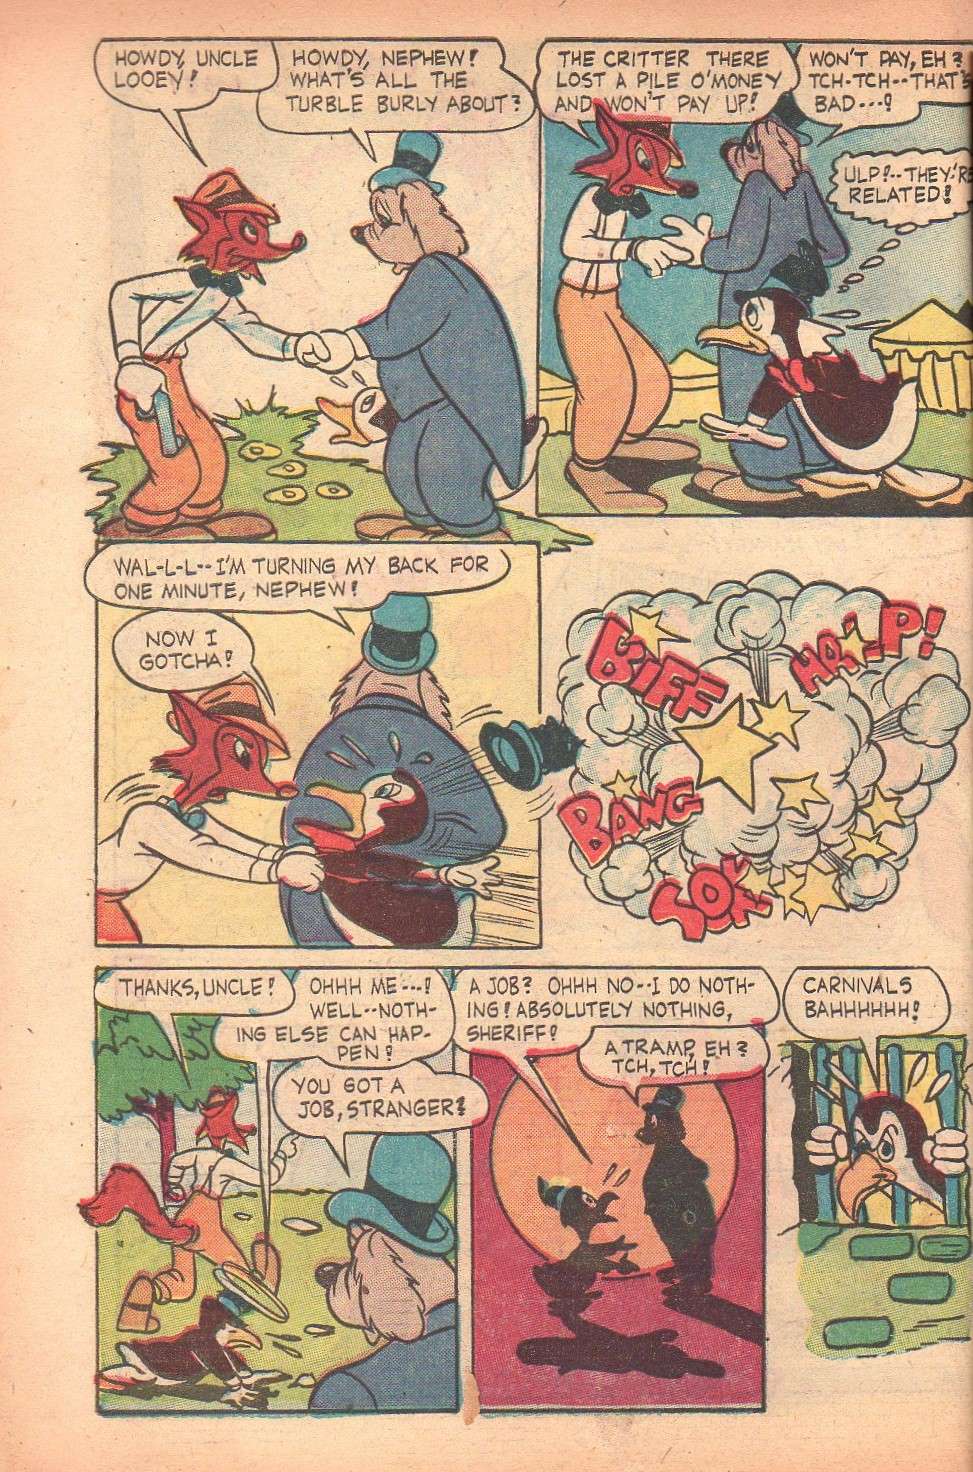 HOWDY, UNCLE
LOOEY!
HOWDY, NEPHEW!
WHAT'S ALL THE
TURBLE BURLY ABOUT?
THE CRITTER THERE
LOST A PILE O'MONEY
AND WON'T PAY UP!
WON'T PAY, EH?
TCH-TCH--THAT'S
BAD---!
ULP!--THEY'RE
RELATED!
WAL-L-L--I'M TURNING MY BACK FOR
ONE MINUTE, NEPHEW!
NOW I
GOTCHA!
BIFF
HAI!P!
BANG
SOK
THANKS, UNCLE!
OHHH ME---!
WELL--NOTH-
ING ELSE CAN HAP-
PEN!
YOU GOT A
JOB, STRANGER?
A JOB? OHHH NO--I DO NOTH-
ING! ABSOLUTELY NOTHING,
SHERIFF!
A TRAMP, EH?
TCH, TCH!
CARNIVALS
BAHHHHHH!